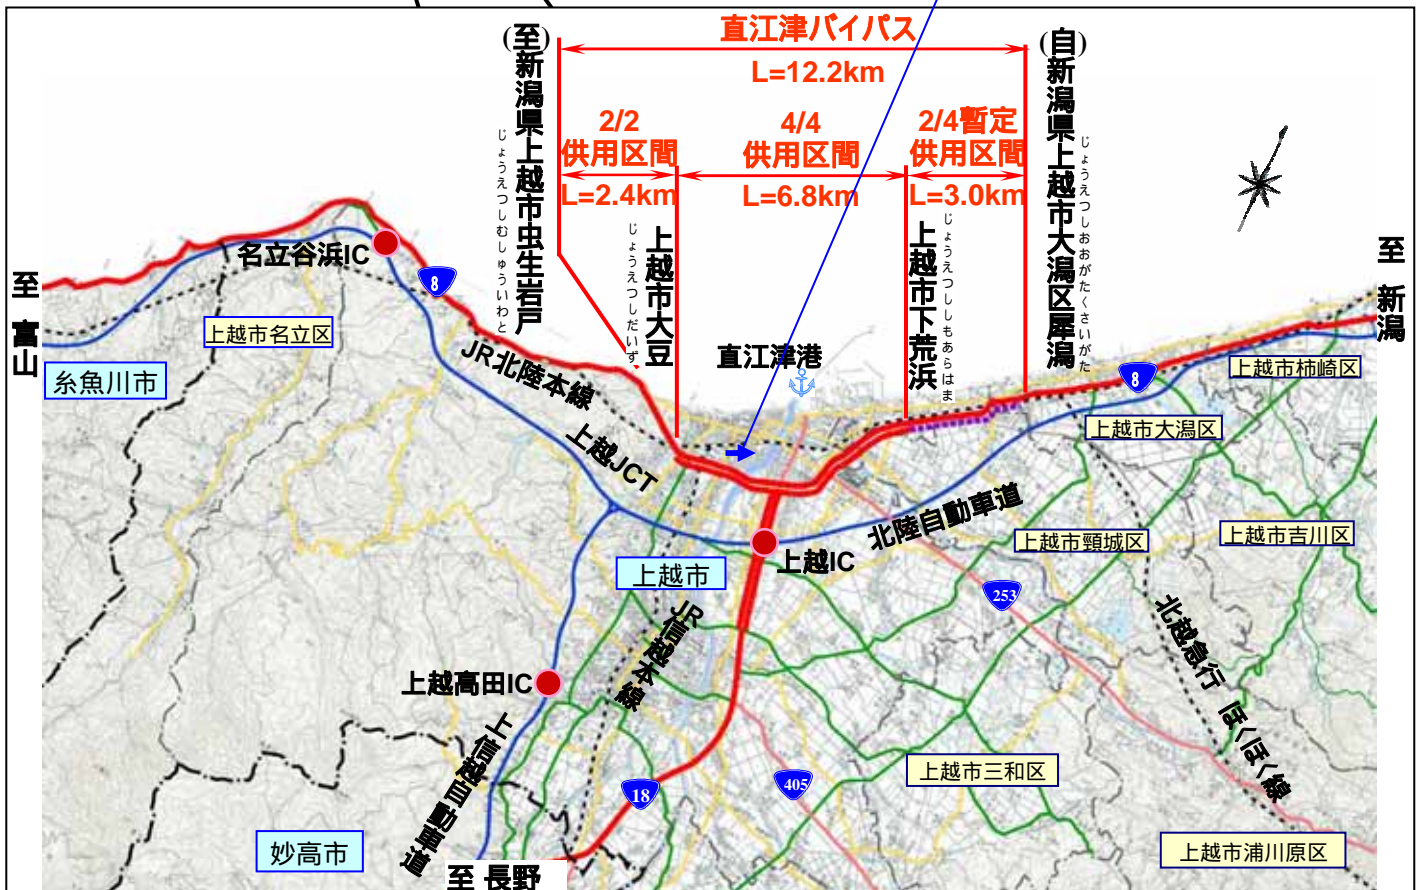 直江津バイパス
L=12.2km
(至)新潟県上越市虫生岩戸
じょうえつしむしゅういわと
(自)新潟県上越市大潟区犀潟
じょうえつしおおがたくさいがた
2/2
供用区間
L=2.4km
4/4
供用区間
L=6.8km
2/4暫定
供用区間
L=3.0km
上越市大豆
じょうえつしだいず
上越市下荒浜
じょうえつししもあらはま
至 富山
至 新潟
名立谷浜IC
8
上越市名立区
糸魚川市
JR北陸本線
直江津港
上越JCT
8
上越市柿崎区
上越市大潟区
北陸自動車道
上越市頸城区
上越市吉川区
上越IC
上越市
253
JR信越本線
北越急行 ほくほく線
上越高田IC
上信越自動車道
18
405
上越市三和区
妙高市
上越市浦川原区
至 長野